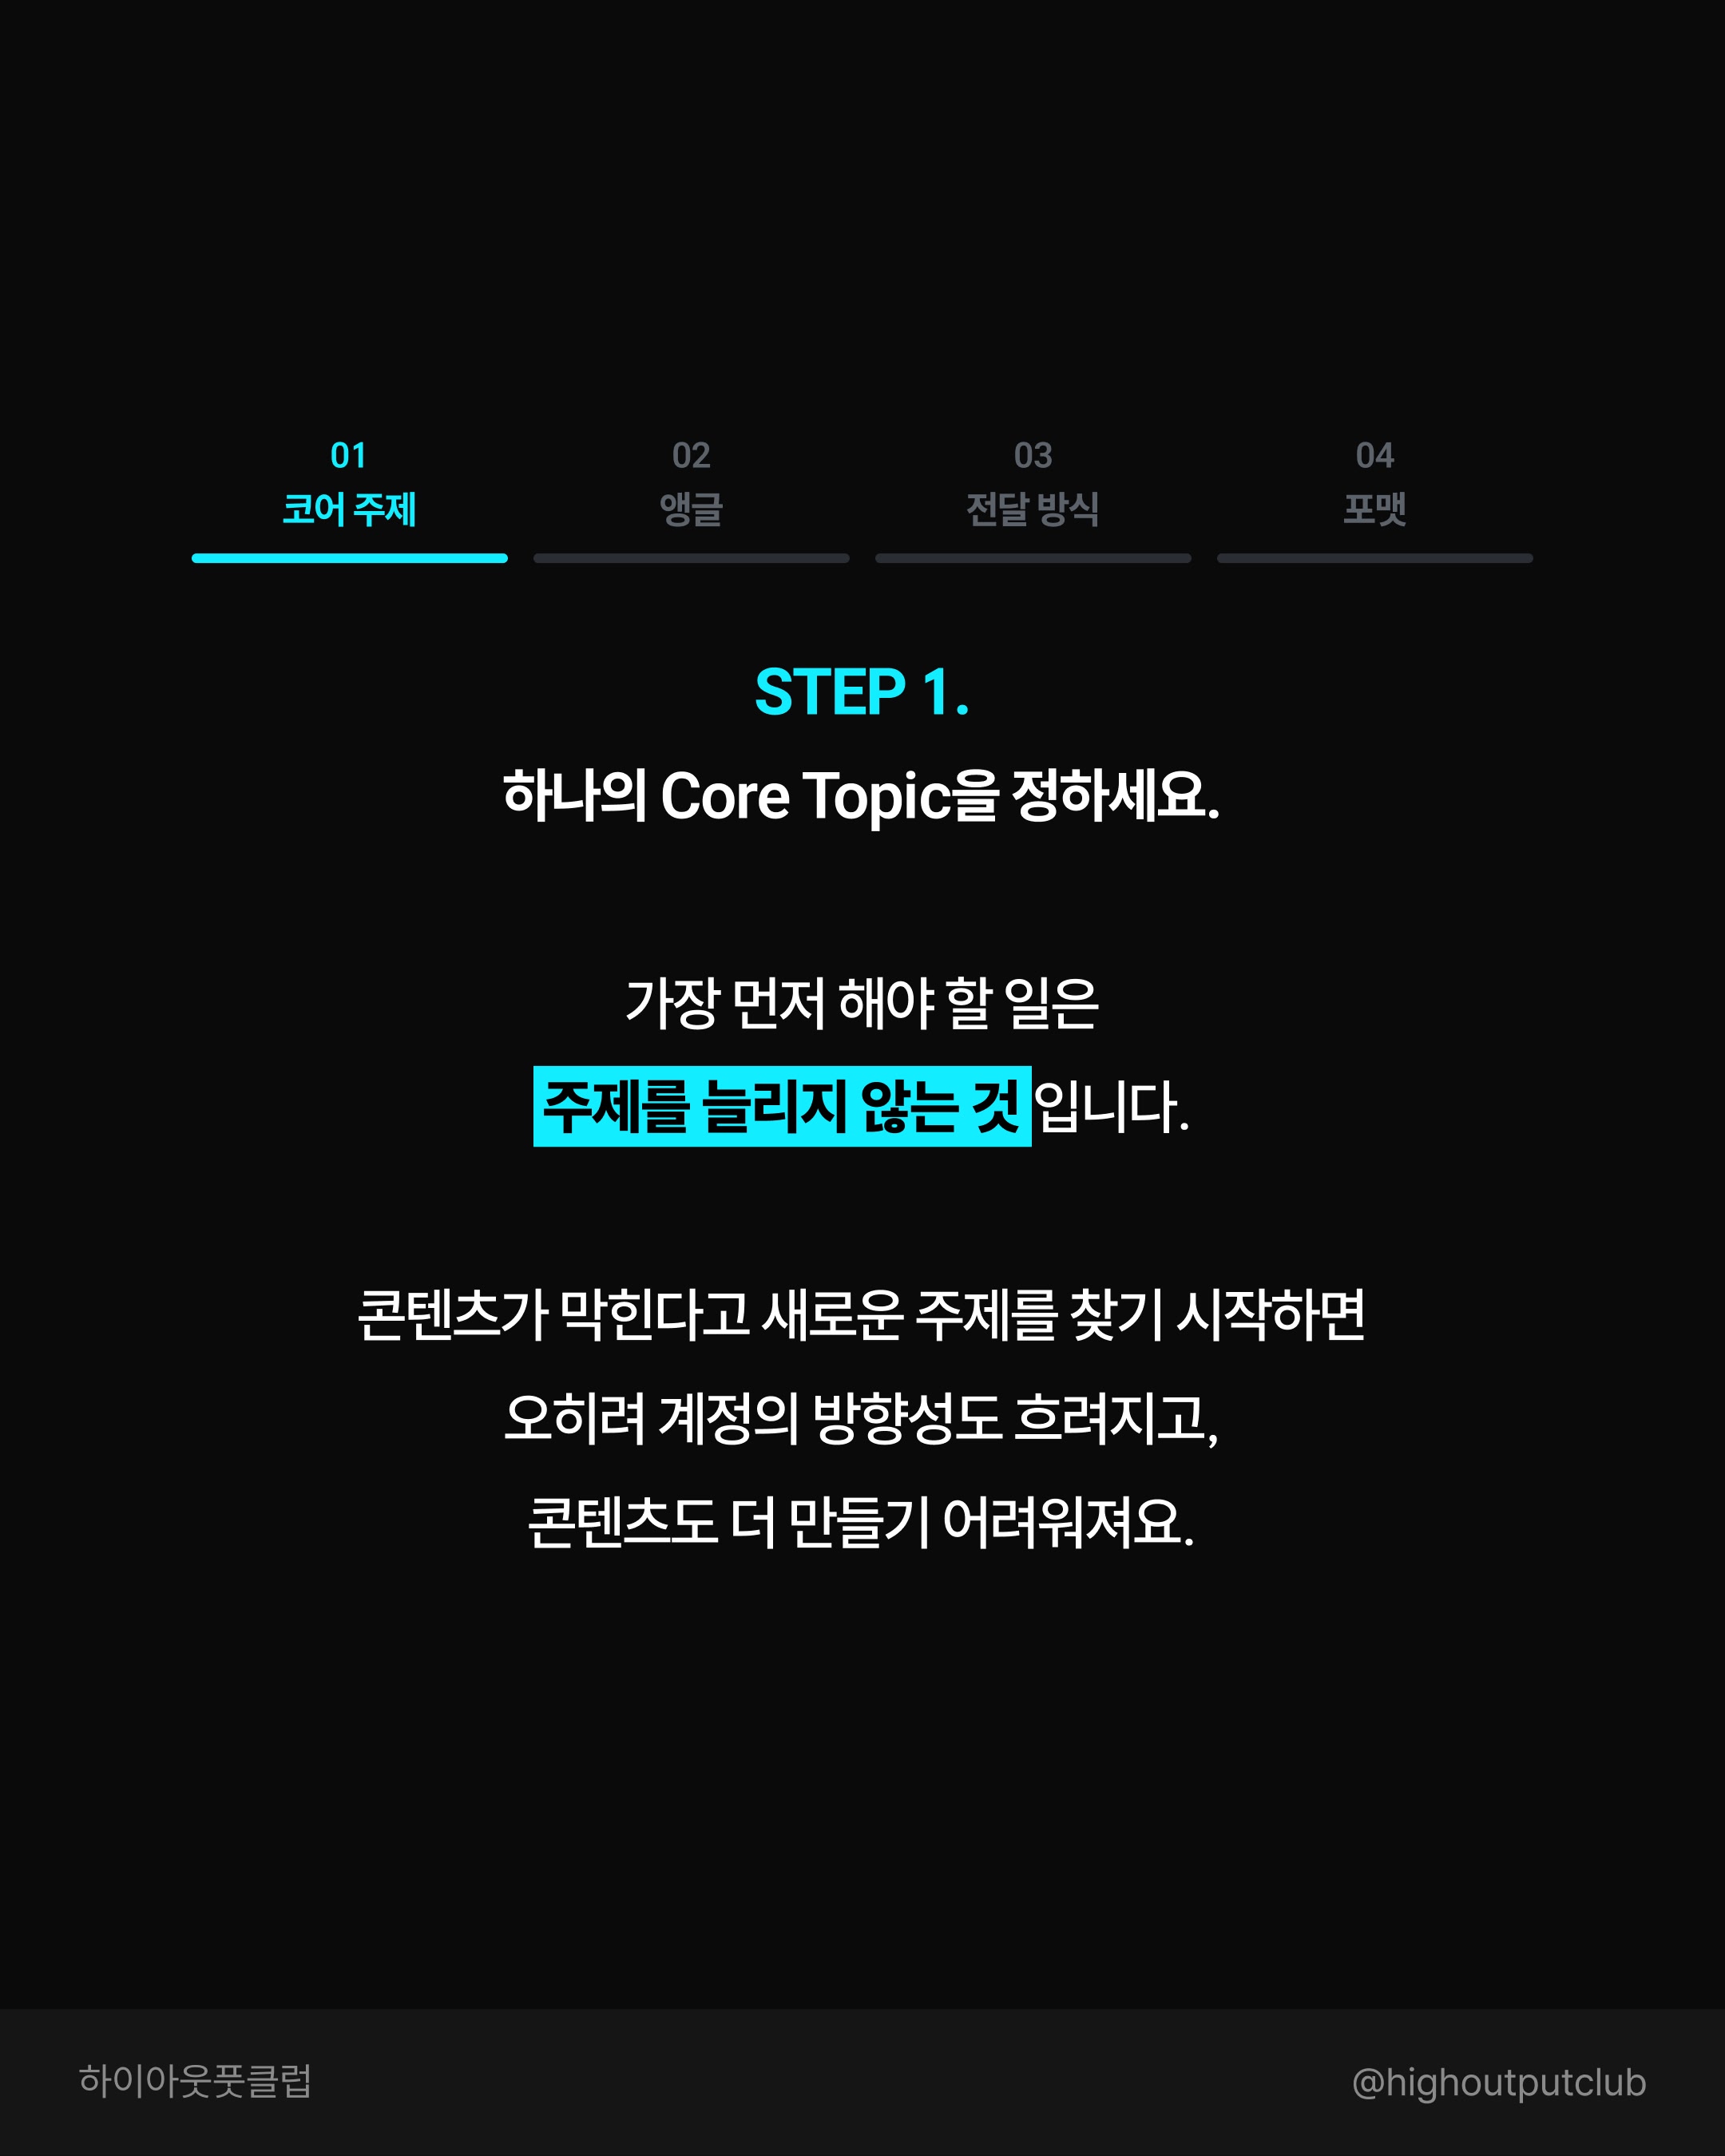 01
코어 주제
02
앵글
03
전달 방식
04
포맷
STEP 1.
하나의 Core Topic을 정하세요.
가장 먼저 해야 할 일은
주제를 늘리지 않는 것입니다.
콘텐츠가 막힌다고 새로운 주제를 찾기 시작하면
오히려 계정의 방향성도 흐려지고,
콘텐츠도 더 만들기 어려워져요.
하이아웃풋클럽
@highoutputclub